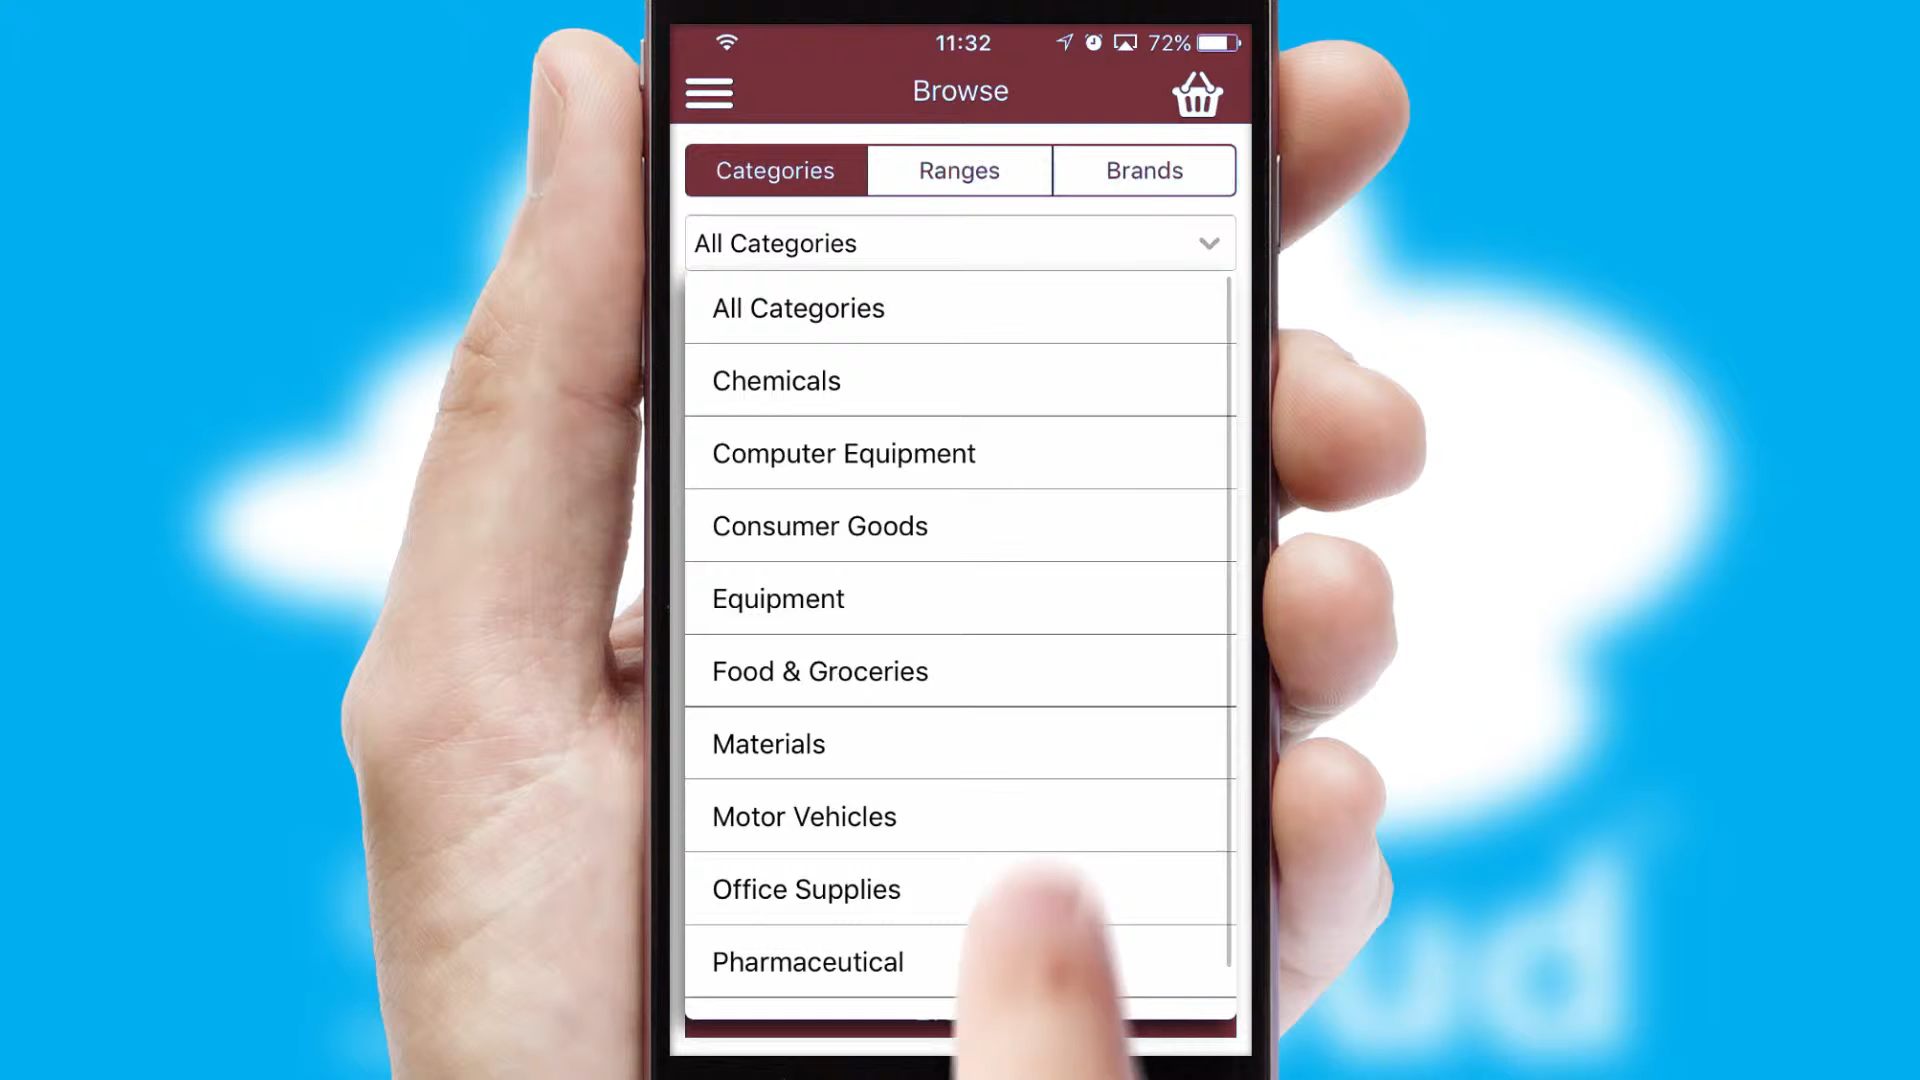 11:32 72%
Browse
Categories Ranges Brands
All Categories
All Categories
Chemicals
Computer Equipment
Consumer Goods
Equipment
Food & Groceries
Materials
Motor Vehicles
Office Supplies
Pharmaceutical